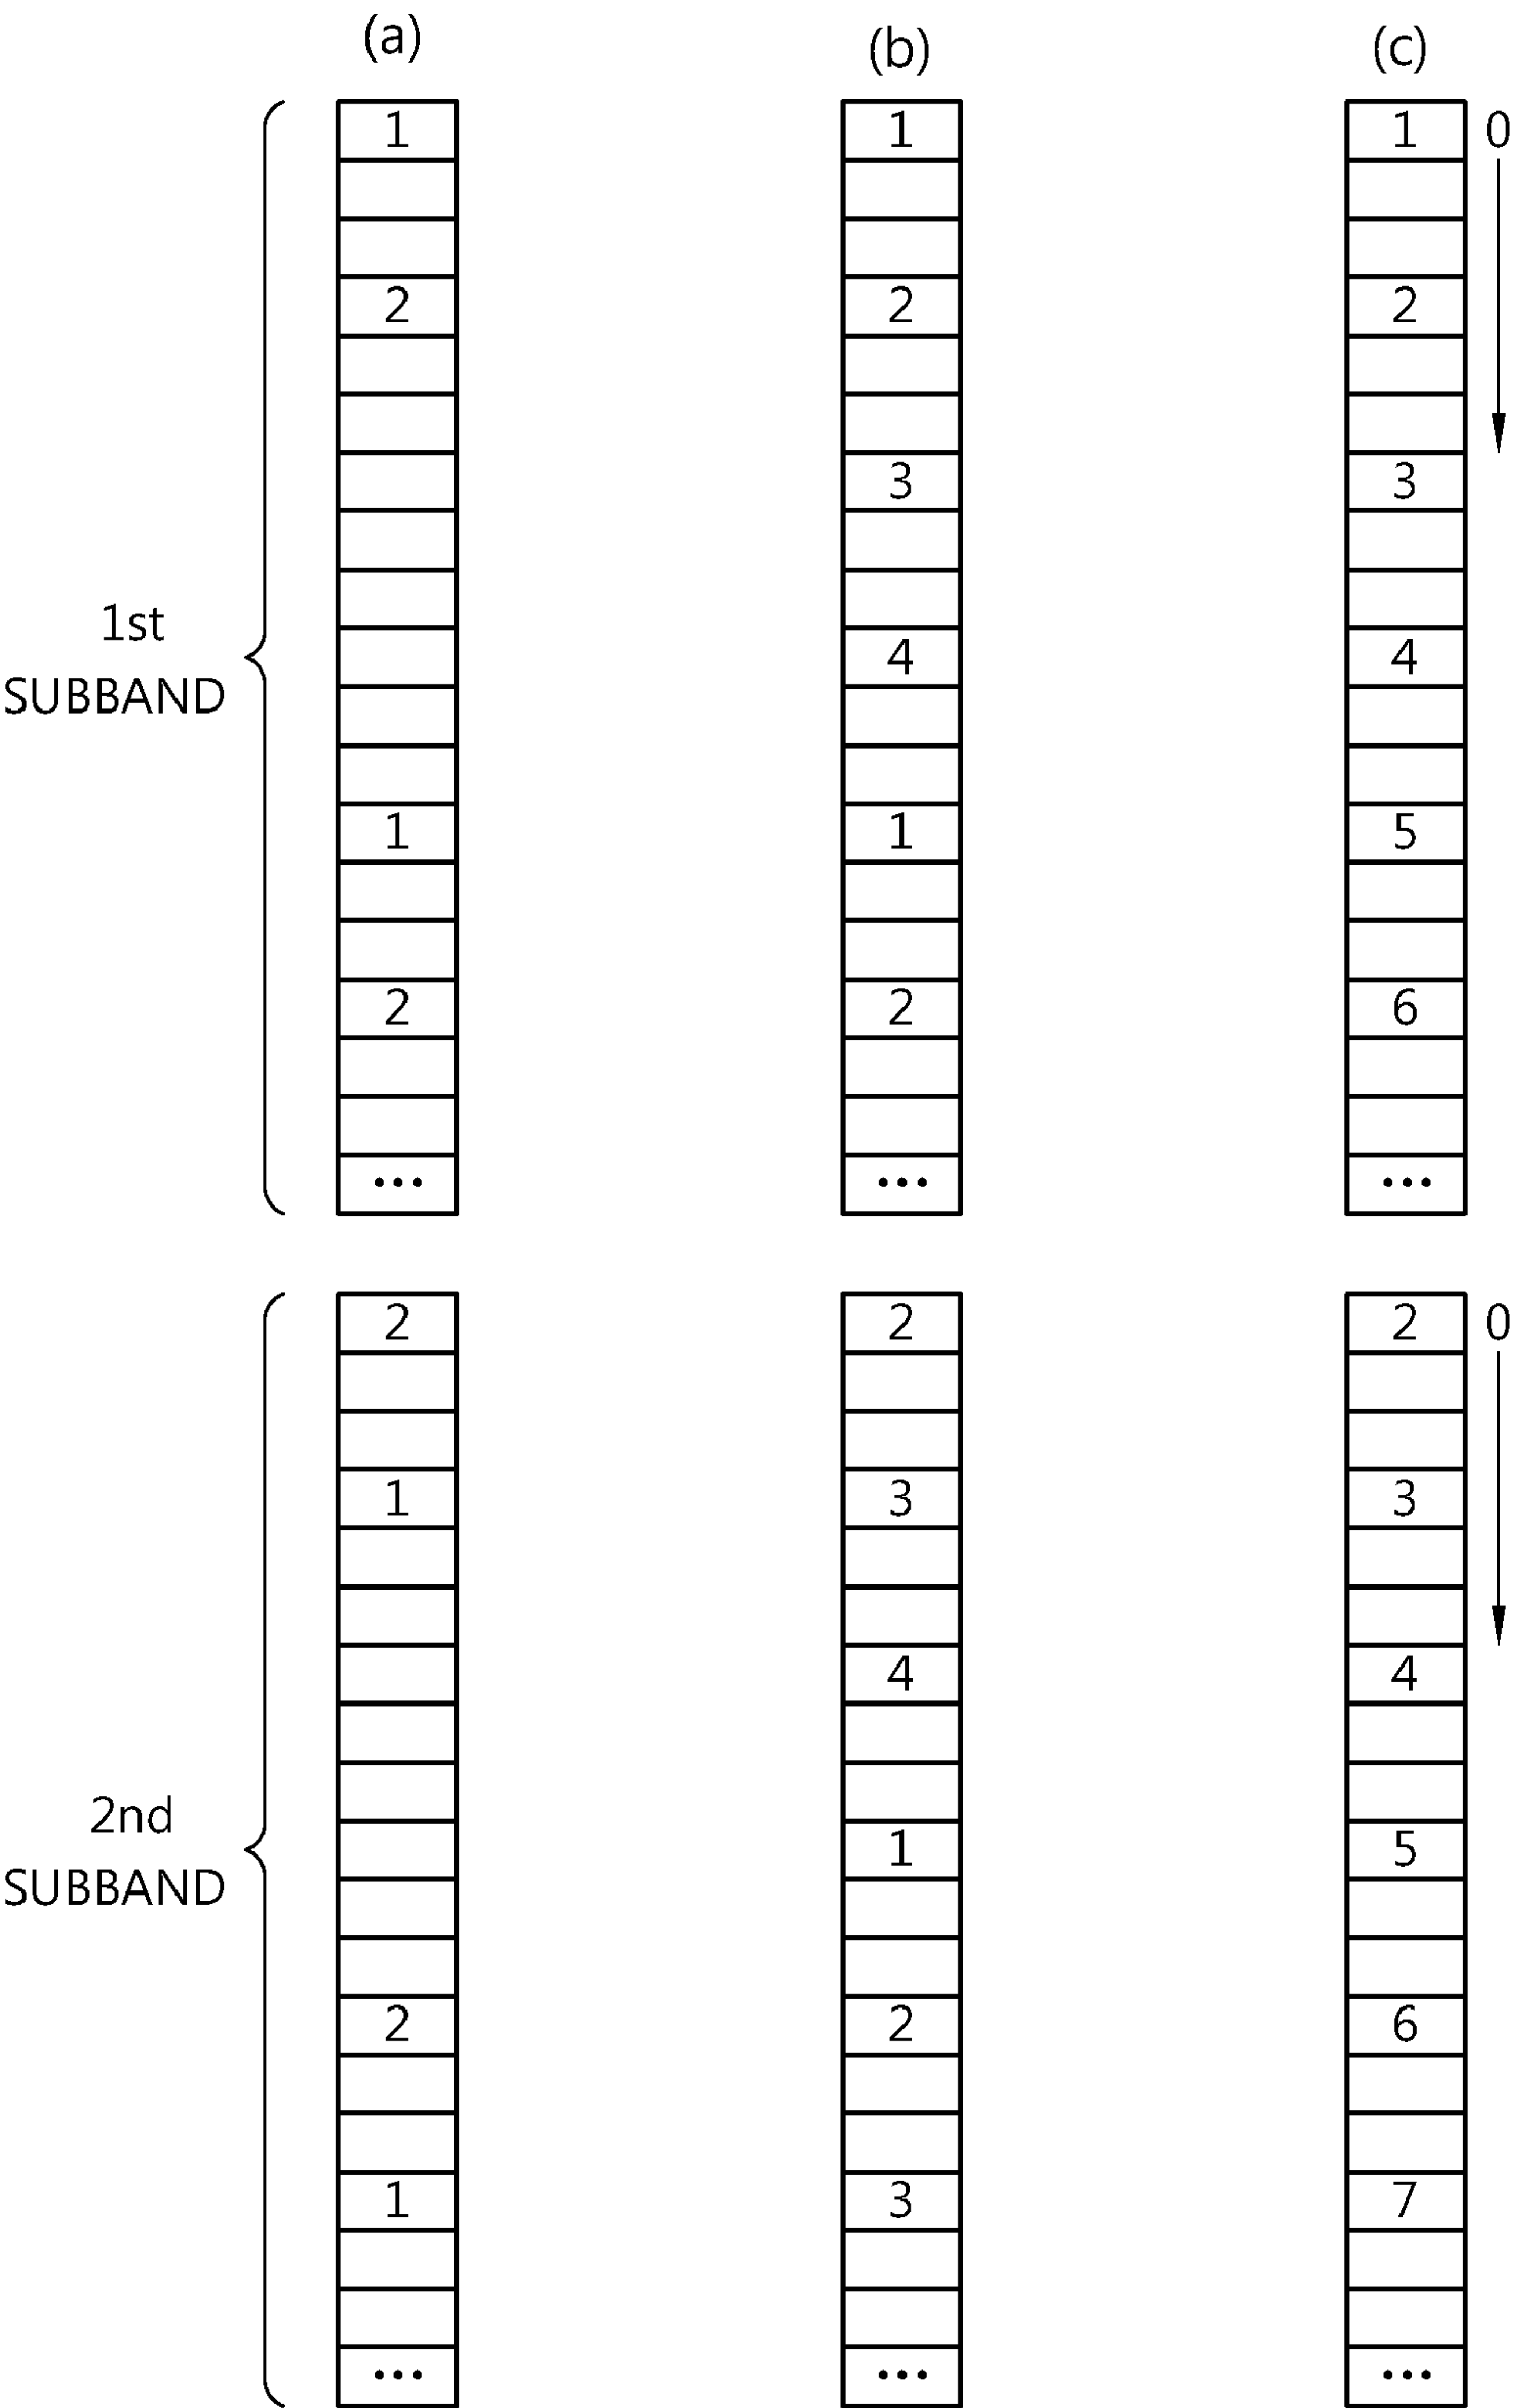 (a) (b) (c)
1 1 1 0
2 2 2
3 3
1st
SUBBAND
4 4
1 1 5
2 2 6
... ... ...
2 2 2 0
1 3 3
4 4
2nd
SUBBAND
1 5
2 2 6
1 3 7
... ... ...